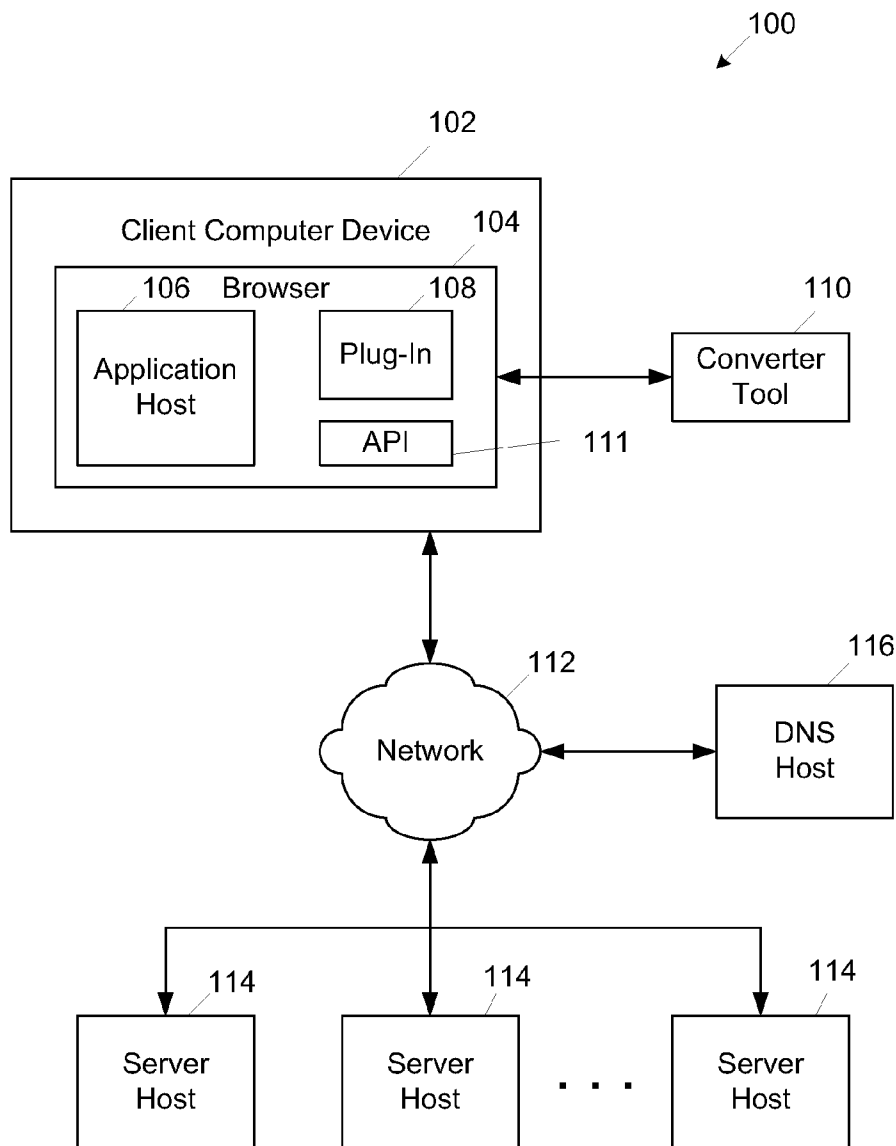 100
102
Client Computer Device
104
106
Browser
108
110
Application
Host
Plug-In
Converter
Tool
API
111
112
116
Network
DNS
Host
114
114
114
Server
Host
Server
Host
. . .
Server
Host